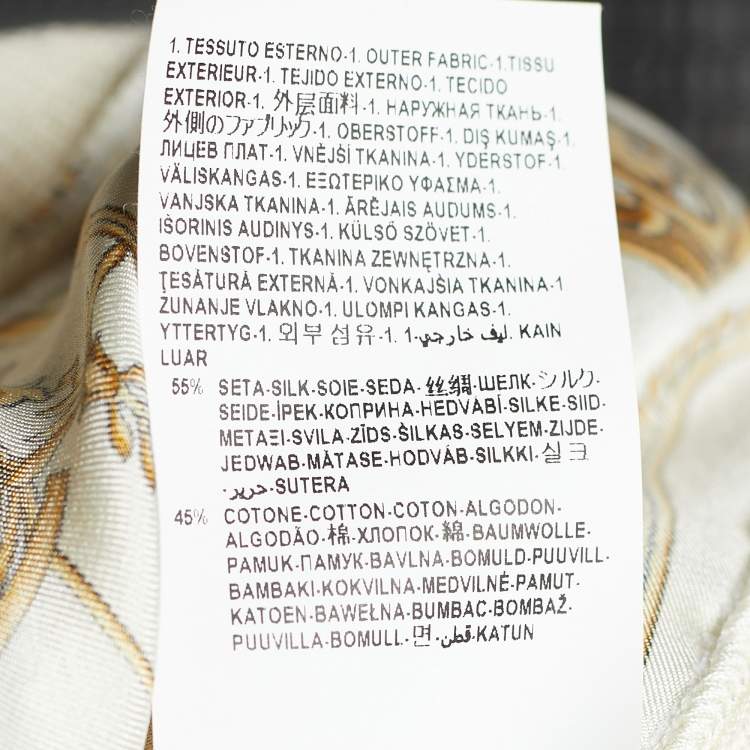 1. TESSUTO ESTERNO-1. OUTER FABRIC-1.TISSU
EXTERIEUR-1. TEJIDO EXTERNO-1. TECIDO
EXTERIOR-1. 外层面料-1. НАРУЖНАЯ ТКАНЬ-1.
外側のファブリック-1. OBERSTOFF-1. DIŞ KUMAŞ-1.
ЛИЦЕВ ПЛАТ-1. VNĚJŠÍ TKANINA-1. YDERSTOF-1.
VÄLISKANGAS-1. ΕΞΩΤΕΡΙΚΟ ΥΦΑΣΜΑ-1.
VANJSKA TKANINA-1. ĀRĒJAIS AUDUMS-1.
IŠORINIS AUDINYS-1. KÜLSŐ SZÖVET-1.
BOVENSTOF-1. TKANINA ZEWNĘTRZNA-1.
ŢESĂTURĂ EXTERNĂ-1. VONKAJŠIA TKANINA-1
ZUNANJE VLAKNO-1. ULOMPI KANGAS-1.
YTTERTYG-1. 외부 섬유-1. ليف خارجي-1.1 KAIN
LUAR
55% SETA-SILK-SOIE-SEDA-丝绸-ШЕЛК-シルク-
SEIDE-İPEK-КОПРИНА-HEDVÁBÍ-SILKE-SIID-
ΜΕΤΑΞΙ-SVILA-ZĪDS-ŠILKAS-SELYEM-ZIJDE-
JEDWAB-MĂTASE-HODVÁB-SILKKI-실크
-حرير-SUTERA
45% COTONE-COTTON-COTON-ALGODON-
ALGODÃO-棉-ХЛОПОК-綿-BAUMWOLLE-
PAMUK-ПАМУК-BAVLNA-BOMULD-PUUVILL-
BAMBAKI-KOKVILNA-MEDVILNĖ-PAMUT-
KATOEN-BAWEŁNA-BUMBAC-BOMBAŽ-
PUUVILLA-BOMULL-면-قطن-KATUN